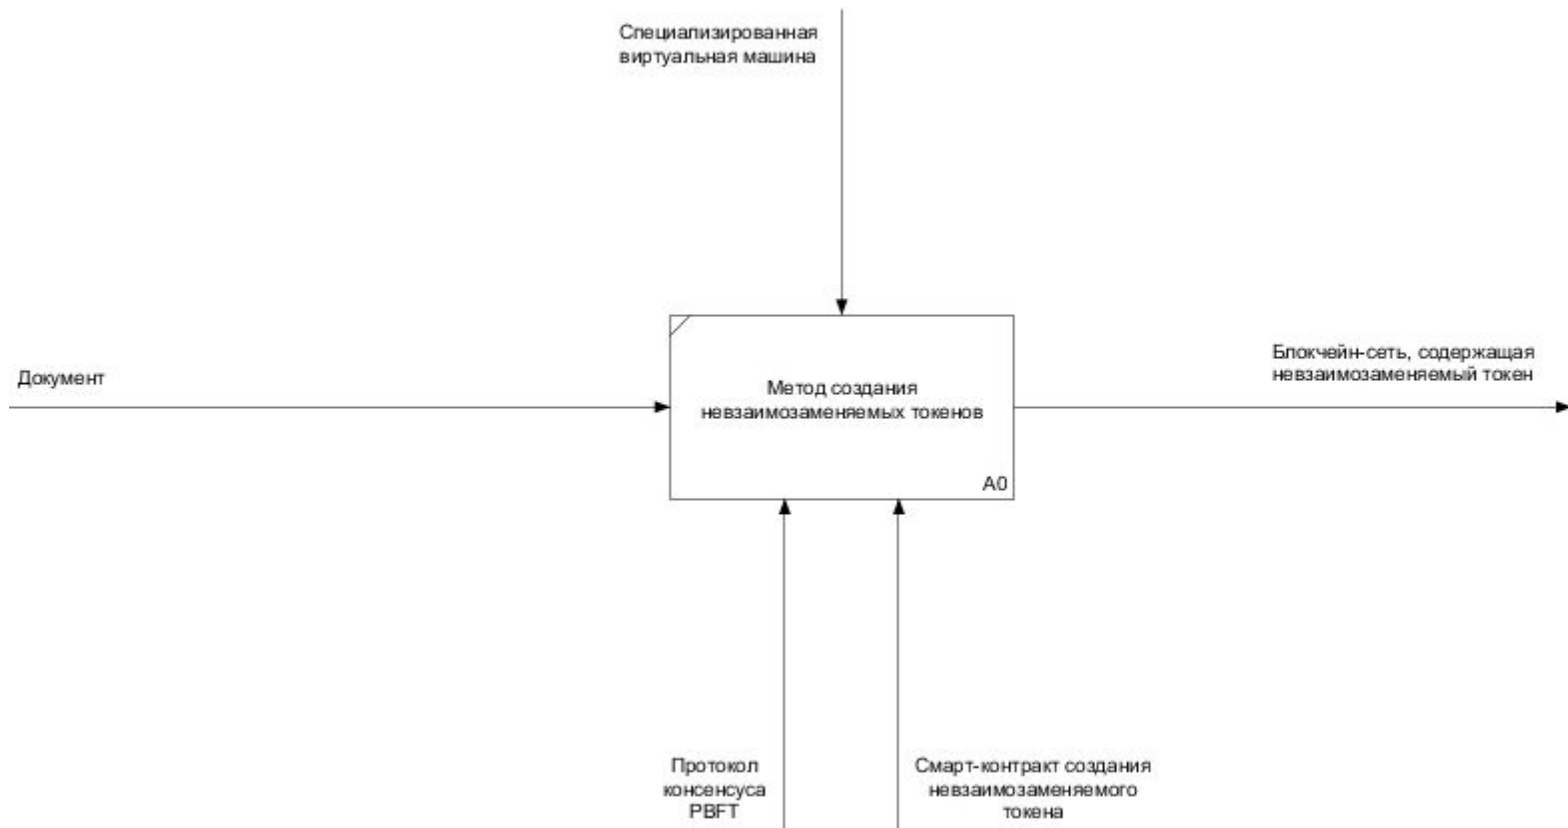 Специализированная
виртуальная машина
Документ
Метод создания
невзаимозаменяемых токенов
A0
Блокчейн-сеть, содержащая
невзаимозаменяемый токен
Протокол
консенсуса
PBFT
Смарт-контракт создания
невзаимозаменяемого
токена